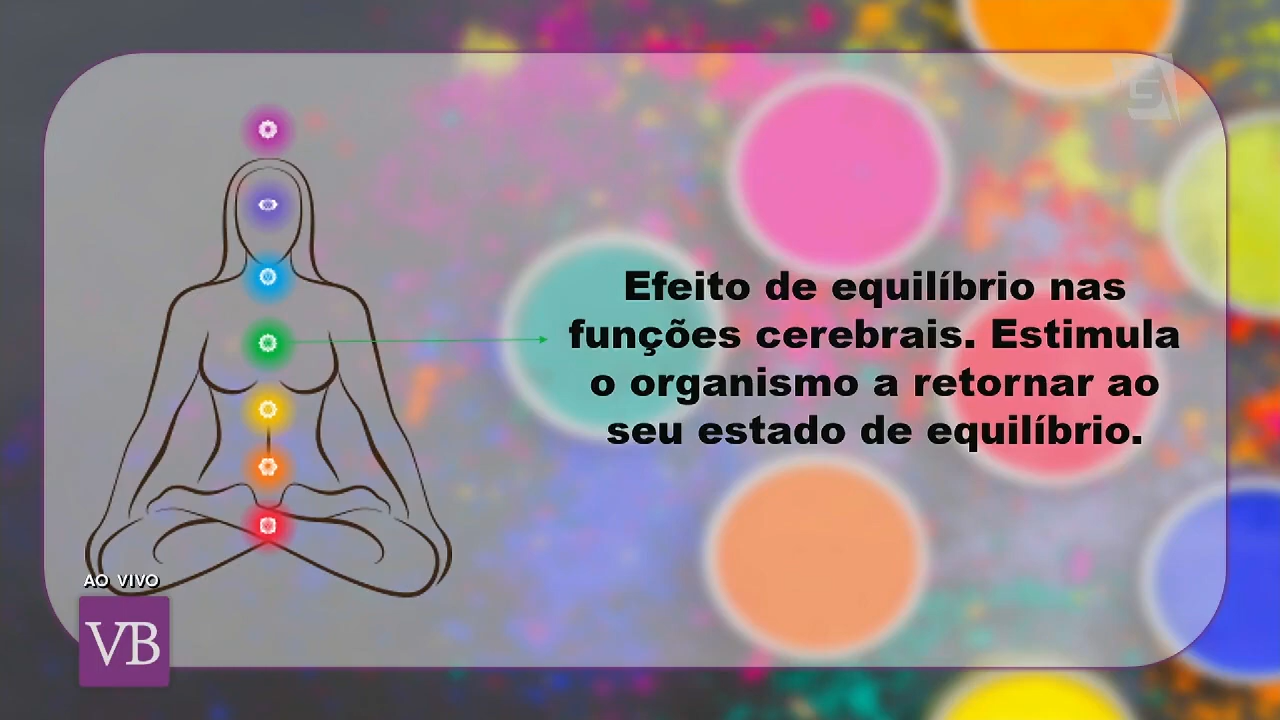 Efeito de equilíbrio nas
funções cerebrais. Estimula
o organismo a retornar ao
seu estado de equilíbrio.
AO VIVO
VB